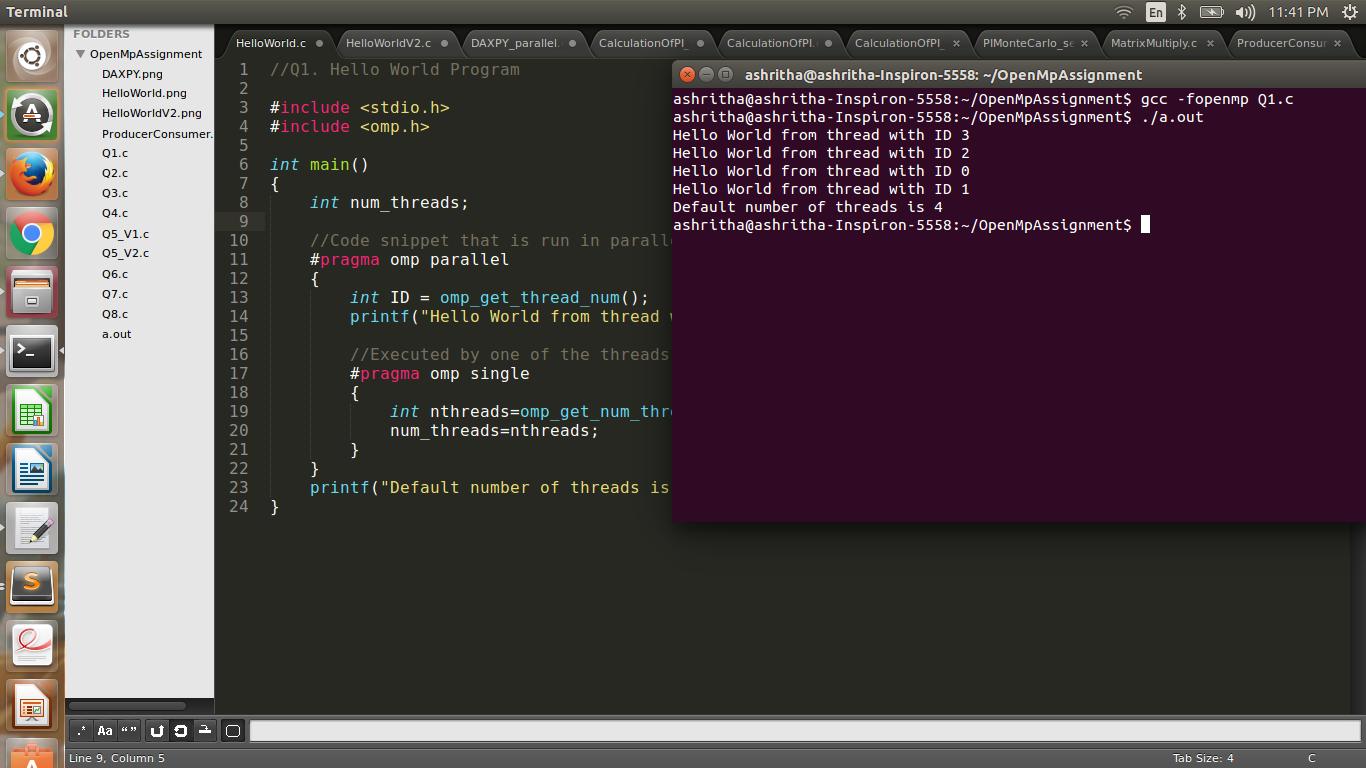 Terminal
En
11:41 PM
FOLDERS
OpenMpAssignment
DAXPY.png
HelloWorld.png
HelloWorldV2.png
ProducerConsumer.
Q1.c
Q2.c
Q3.c
Q4.c
Q5_V1.c
Q5_V2.c
Q6.c
Q7.c
Q8.c
a.out
HelloWorld.c
HelloWorldV2.c
DAXPY_parallel.
CalculationOfPI_
CalculationOfPI.
CalculationOfPI_
PIMonteCarlo_se
MatrixMultiply.c
ProducerConsur
1 //Q1. Hello World Program
2
3 #include <stdio.h>
4 #include <omp.h>
5
6 int main()
7 {
8 int num_threads;
9
10 //Code snippet that is run in paralle
11 #pragma omp parallel
12 {
13 int ID = omp_get_thread_num();
14 printf("Hello World from thread w
15
16 //Executed by one of the threads
17 #pragma omp single
18 {
19 int nthreads=omp_get_num_thre
20 num_threads=nthreads;
21 }
22 }
23 printf("Default number of threads is
24 }
ashritha@ashritha-Inspiron-5558: ~/OpenMpAssignment
ashritha@ashritha-Inspiron-5558:~/OpenMpAssignment$ gcc -fopenmp Q1.c
ashritha@ashritha-Inspiron-5558:~/OpenMpAssignment$ ./a.out
Hello World from thread with ID 3
Hello World from thread with ID 2
Hello World from thread with ID 0
Hello World from thread with ID 1
Default number of threads is 4
ashritha@ashritha-Inspiron-5558:~/OpenMpAssignment$
.* Aa “”
Line 9, Column 5
Tab Size: 4
C